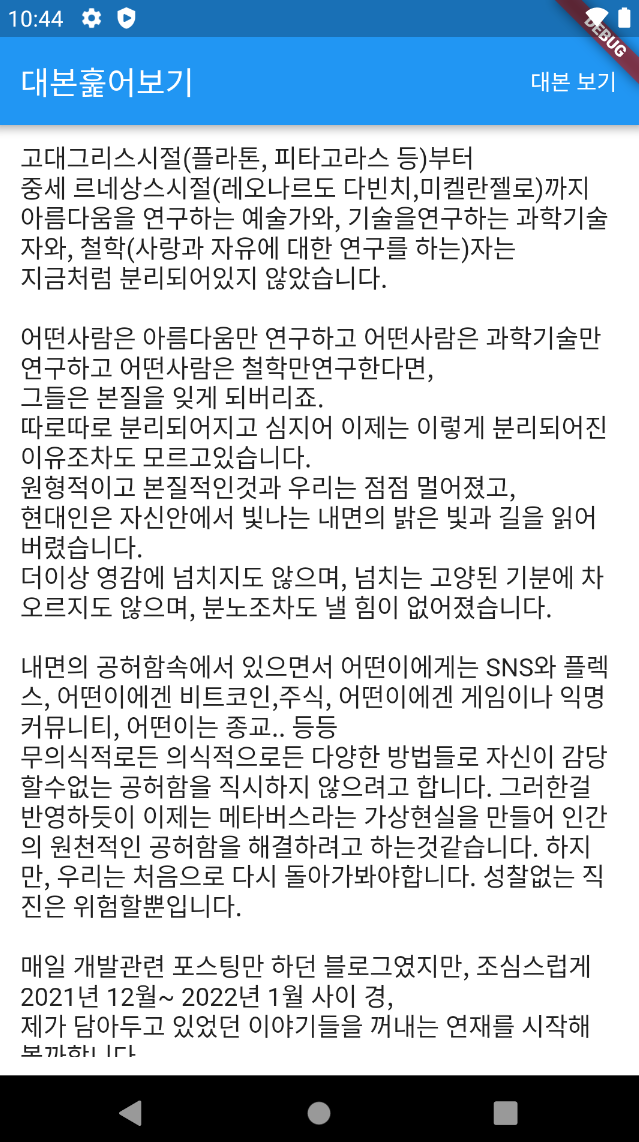 10:44
DEBUG
대본훑어보기
대본 보기
고대그리스시절(플라톤, 피타고라스 등)부터
중세 르네상스시절(레오나르도 다빈치,미켈란젤로)까지
아름다움을 연구하는 예술가와, 기술을연구하는 과학기술
자와, 철학(사랑과 자유에 대한 연구를 하는)자는
지금처럼 분리되어있지 않았습니다.
어떤사람은 아름다움만 연구하고 어떤사람은 과학기술만
연구하고 어떤사람은 철학만연구한다면,
그들은 본질을 잊게 되버리죠.
따로따로 분리되어지고 심지어 이제는 이렇게 분리되어진
이유조차도 모르고있습니다.
원형적이고 본질적인것과 우리는 점점 멀어졌고,
현대인은 자신안에서 빛나는 내면의 밝은 빛과 길을 읽어
버렸습니다.
더이상 영감에 넘치지도 않으며, 넘치는 고양된 기분에 차
오르지도 않으며, 분노조차도 낼 힘이 없어졌습니다.
내면의 공허함속에서 있으면서 어떤이에게는 SNS와 플렉
스, 어떤이에겐 비트코인,주식, 어떤이에겐 게임이나 익명
커뮤니티, 어떤이는 종교.. 등등
무의식적로든 의식적으로든 다양한 방법들로 자신이 감당
할수없는 공허함을 직시하지 않으려고 합니다. 그러한걸
반영하듯이 이제는 메타버스라는 가상현실을 만들어 인간
의 원천적인 공허함을 해결하려고 하는것같습니다. 하지
만, 우리는 처음으로 다시 돌아가봐야합니다. 성찰없는 직
진은 위험할뿐입니다.
매일 개발관련 포스팅만 하던 블로그였지만, 조심스럽게
2021년 12월~ 2022년 1월 사이 경,
제가 담아두고 있었던 이야기들을 꺼내는 연재를 시작해
볼까합니다